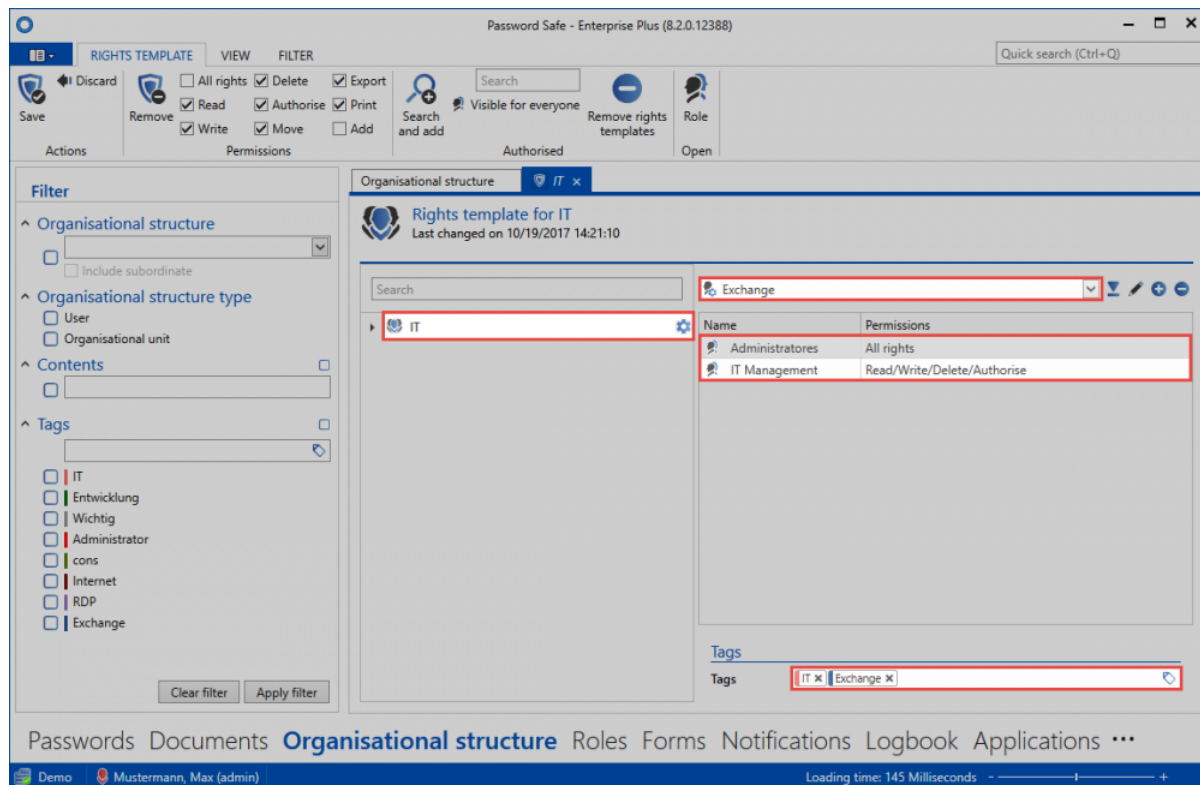 Password Safe - Enterprise Plus (8.2.0.12388)
RIGHTS TEMPLATE VIEW FILTER
Quick search (Ctrl+Q)
Save
Discard
Actions
Remove
All rights Delete Export
Read Authorise Print
Write Move Add
Permissions
Search and add
Search
Visible for everyone
Remove rights templates
Authorised
Role
Open
Filter
Organisational structure
Include subordinate
Organisational structure type
User
Organisational unit
Contents
Tags
IT
Entwicklung
Wichtig
Administrator
cons
Internet
RDP
Exchange
Clear filter Apply filter
Organisational structure IT
Rights template for IT
Last changed on 10/19/2017 14:21:10
Search
IT
Exchange
Name Permissions
Administratores All rights
IT Management Read/Write/Delete/Authorise
Tags
Tags IT Exchange
Passwords Documents Organisational structure Roles Forms Notifications Logbook Applications •••
Demo Mustermann, Max (admin) Loading time: 145 Milliseconds - +